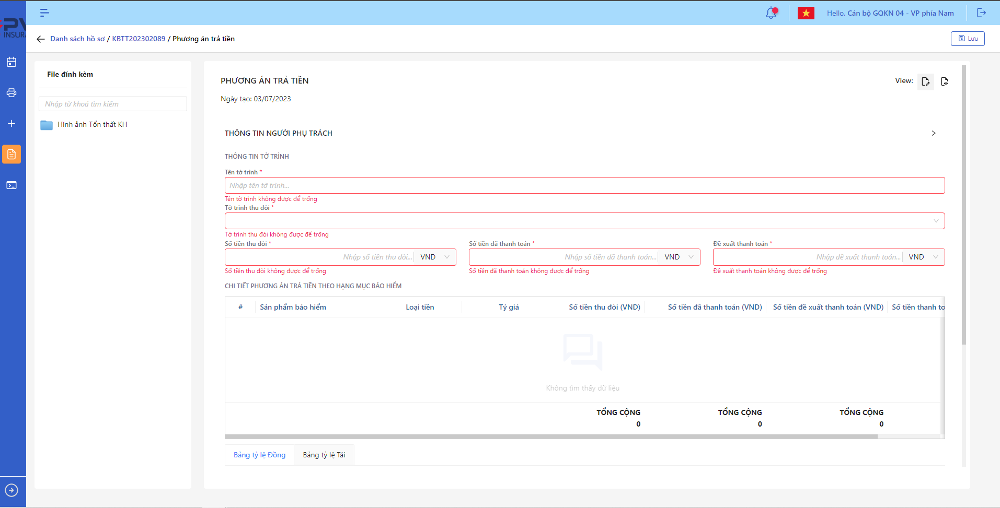 Hello, Cán bộ GQKN 04 - VP phía Nam
PV
INSURA
Danh sách hồ sơ / KBTT202302089 / Phương án trả tiền
Lưu
File đính kèm
Nhập từ khoá tìm kiếm
Hình ảnh Tổn thất KH
PHƯƠNG ÁN TRẢ TIỀN
View:
Ngày tạo: 03/07/2023
THÔNG TIN NGƯỜI PHỤ TRÁCH
THÔNG TIN TỜ TRÌNH
Tên tờ trình *
Nhập tên tờ trình...
Tên tờ trình không được để trống
Tờ trình thu đòi *
Tờ trình thu đòi không được để trống
Số tiền thu đòi * Số tiền đã thanh toán * Đề xuất thanh toán *
Nhập số tiền thu đòi... VND Nhập số tiền đã thanh toán... VND Nhập đề xuất thanh toán... VND
Số tiền thu đòi không được để trống Số tiền đã thanh toán không được để trống Đề xuất thanh toán không được để trống
CHI TIẾT PHƯƠNG ÁN TRẢ TIỀN THEO HẠNG MỤC BẢO HIỂM
# Sản phẩm bảo hiểm Loại tiền Tỷ giá Số tiền thu đòi (VND) Số tiền đã thanh toán (VND) Số tiền đề xuất thanh toán (VND) Số tiền thanh to
Không tìm thấy dữ liệu
TỔNG CỘNG TỔNG CỘNG TỔNG CỘNG
0 0 0
Bảng tỷ lệ Đồng Bảng tỷ lệ Tái